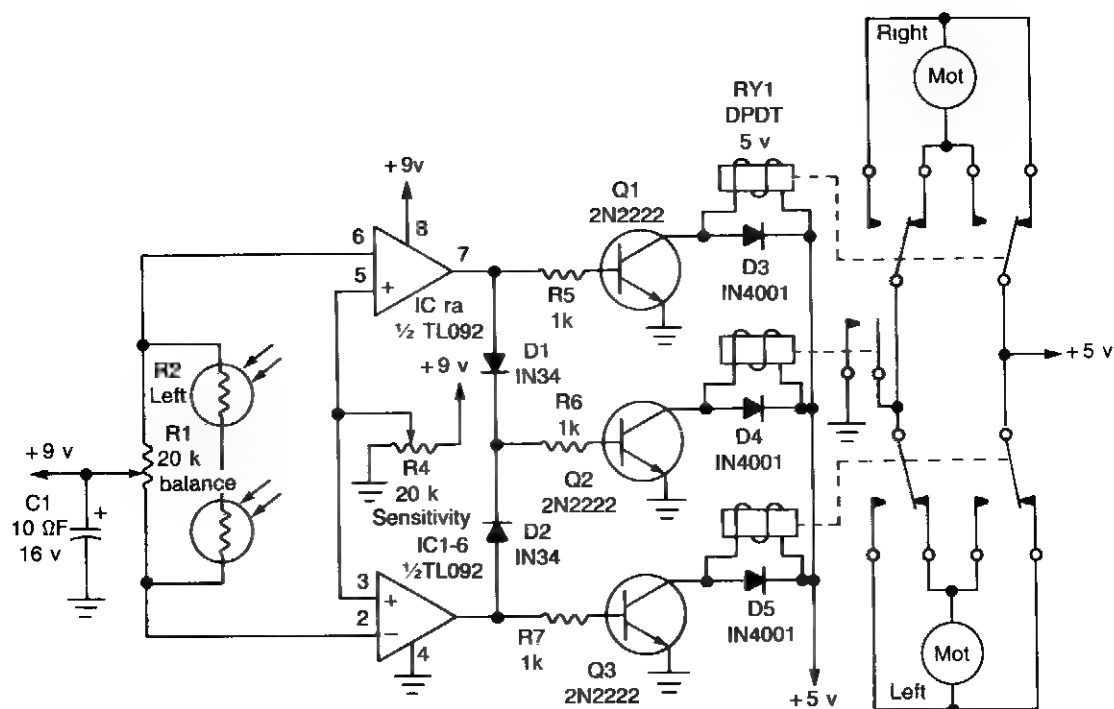 Right
Mot
RY1
DPDT
5 v
+9v
8
Q1
2N2222
6
7
5
+
R5
1k
D3
IN4001
IC ra
½ TL092
+9 v
D1
IN34
R2
Left
R6
1k
D4
IN4001
+5 v
R1
20 k
balance
+9 v
R4
20 k
Sensitivity
Q2
2N2222
C1
10 ΩF
16 v
+
IC1-6
½TL092
D2
IN34
3
+
2
−
4
R7
1k
Q3
2N2222
D5
IN4001
+5 v
Mot
Left